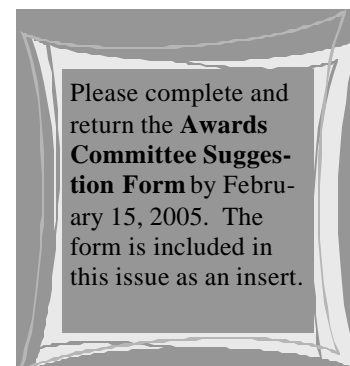 Please complete and
return the Awards
Committee Sugges-
tion Form by Febru-
ary 15, 2005.  The
form is included in
this issue as an insert.